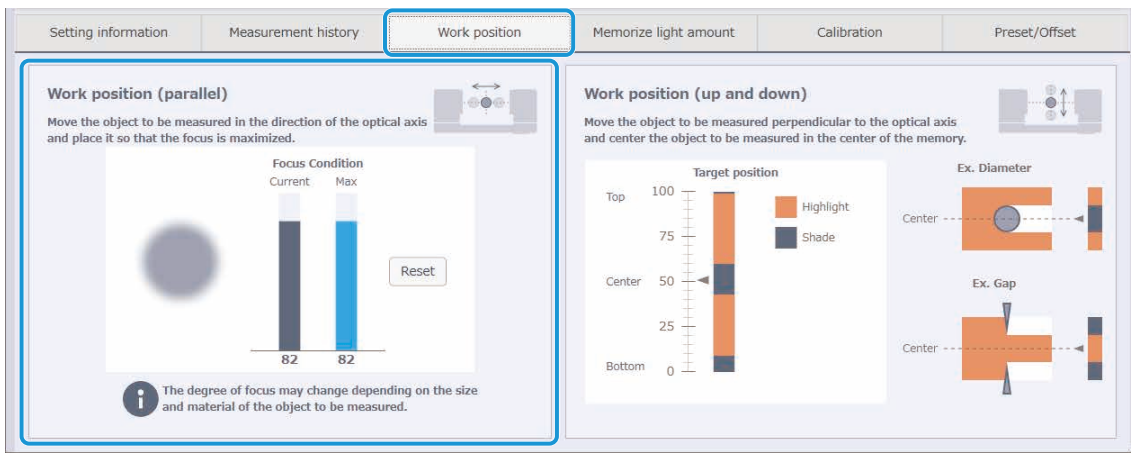 Setting information
Measurement history
Work position
Memorize light amount
Calibration
Preset/Offset
Work position (parallel)
Move the object to be measured in the direction of the optical axis
and place it so that the focus is maximized.
Focus Condition
Current
Max
Reset
82
82
The degree of focus may change depending on the size
and material of the object to be measured.
Work position (up and down)
Move the object to be measured perpendicular to the optical axis
and center the object to be measured in the center of the memory.
Target position
Top
100
75
Center
50
25
Bottom
0
Highlight
Shade
Ex. Diameter
Center
Ex. Gap
Center